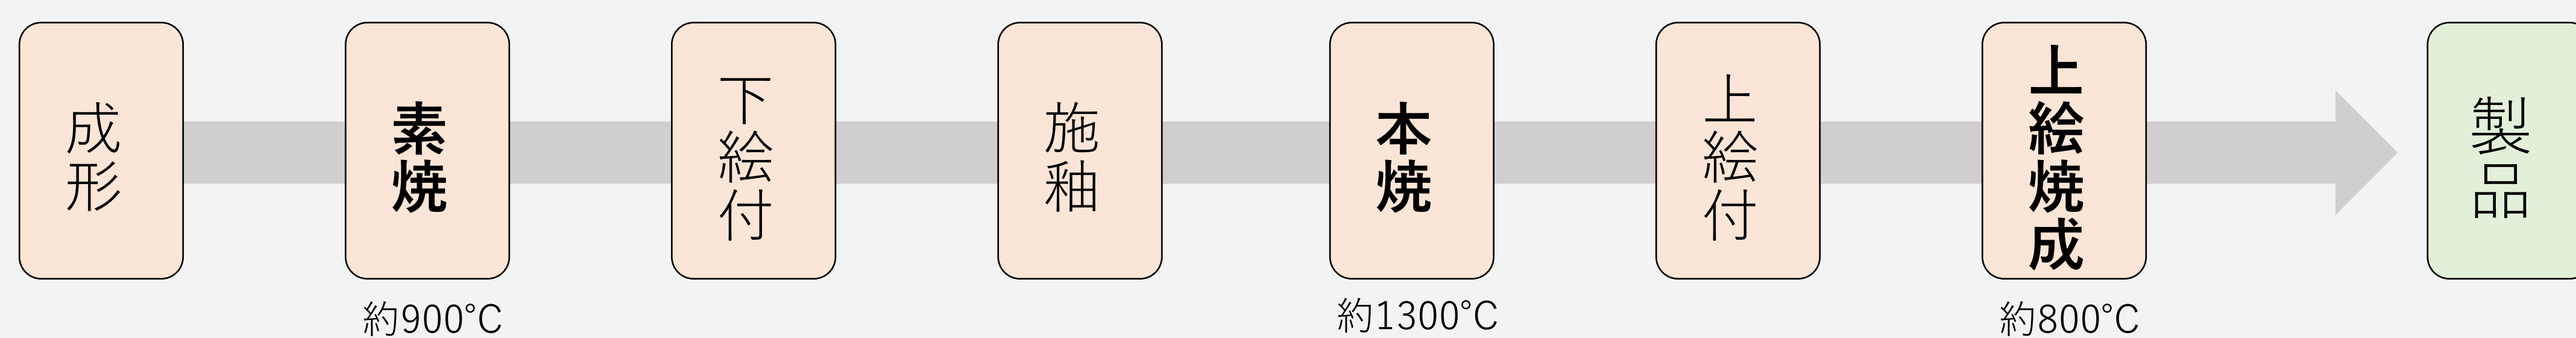 成形
素焼
下絵付
施釉
本焼
上絵付
上絵焼成
製品
約900℃
約1300℃
約800℃